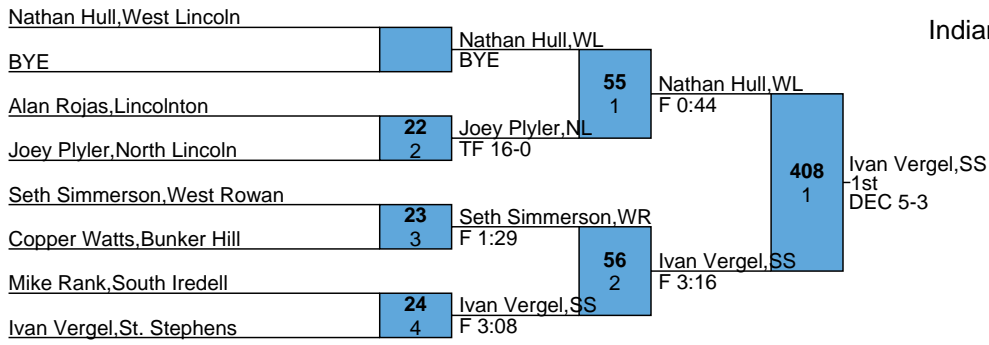 Nathan Hull,West Lincoln
BYE
Nathan Hull,WL
BYE
Alan Rojas,Lincolnton
22
2
Joey Plyler,North Lincoln
Joey Plyler,NL
TF 16-0
55
1
Nathan Hull,WL
F 0:44
Seth Simmerson,West Rowan
23
3
Copper Watts,Bunker Hill
Seth Simmerson,WR
F 1:29
Mike Rank,South Iredell
24
4
Ivan Vergel,St. Stephens
Ivan Vergel,SS
F 3:08
56
2
Ivan Vergel,SS
F 3:16
408
1
Ivan Vergel,SS
1st
DEC 5-3